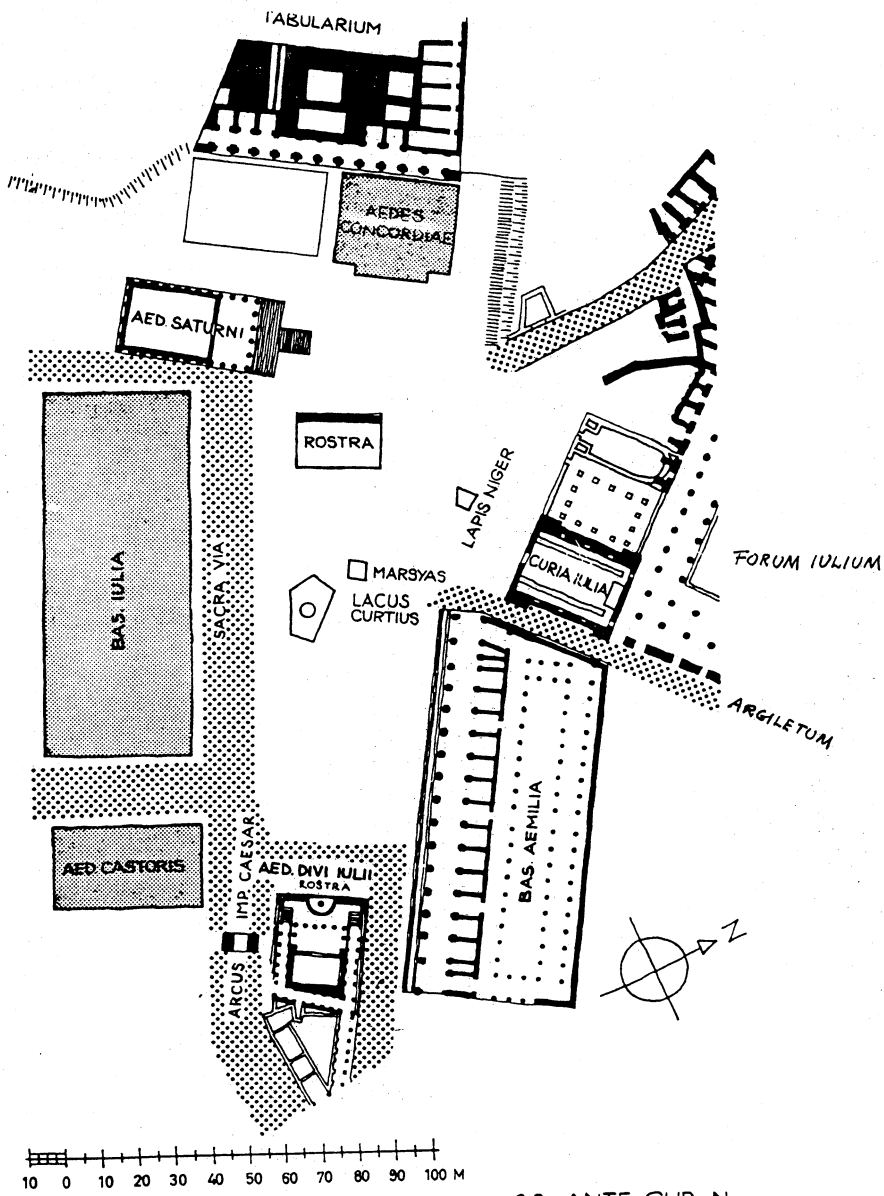 TABULARIUM
AEDES
CONCORDIAE
AED. SATURNI
ROSTRA
LAPIS NIGER
CURIA IULIA
FORUM IULIUM
MARSYAS
LACUS
CURTIUS
BAS. IULIA
SACRA VIA
ARGILETUM
BAS. AEMILIA
AED. CASTORIS
ARCUS IMP. CAESAR
AED. DIVI IULII
ROSTRA
N
10 0 10 20 30 40 50 60 70 80 90 100 M
ANTE CHR. N.